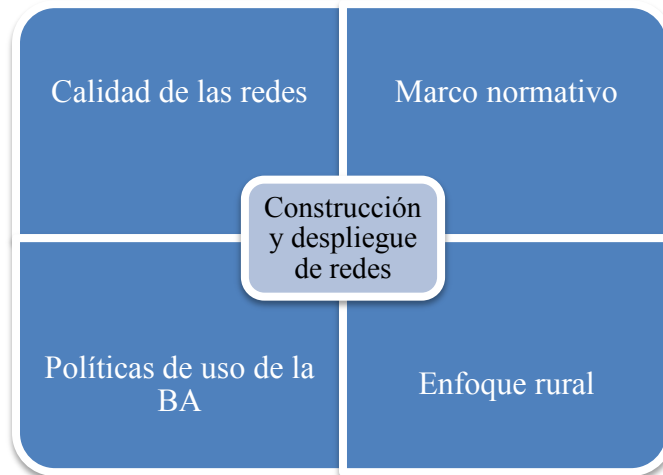 Calidad de las redes
Marco normativo
Construcción
y despliegue
de redes
Políticas de uso de la
BA
Enfoque rural